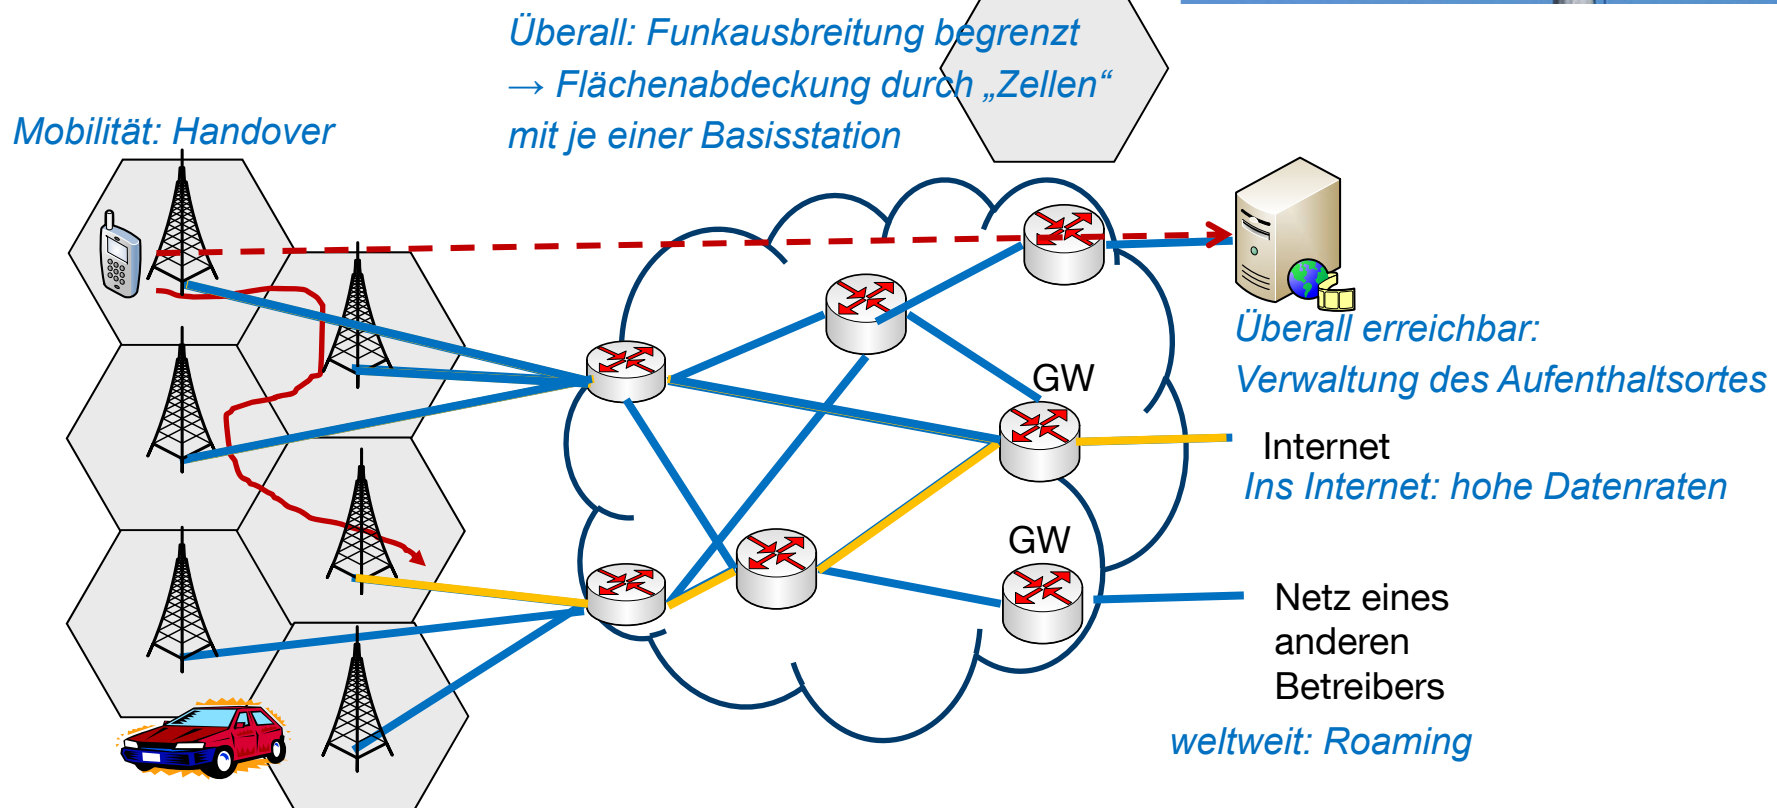 Überall: Funkausbreitung begrenzt
→ Flächenabdeckung durch „Zellen“
mit je einer Basisstation
Mobilität: Handover
Überall erreichbar:
Verwaltung des Aufenthaltsortes
GW
Internet
Ins Internet: hohe Datenraten
GW
Netz eines
anderen
Betreibers
weltweit: Roaming